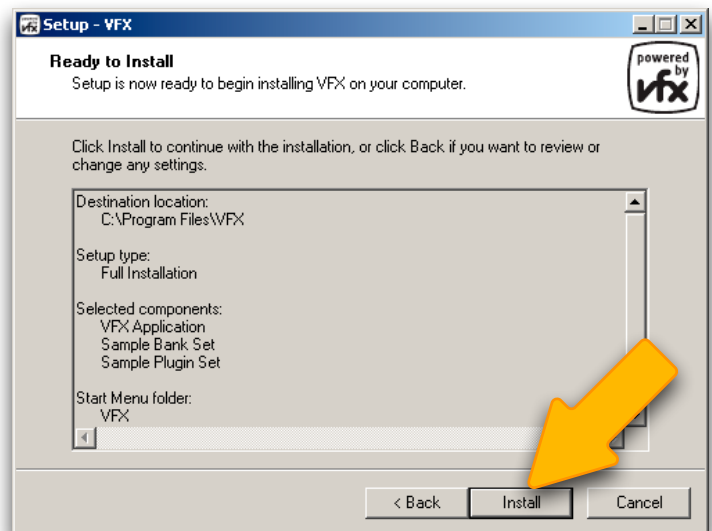 Setup - VFX
Ready to Install
Setup is now ready to begin installing VFX on your computer.
powered
by
vfx
Click Install to continue with the installation, or click Back if you want to review or
change any settings.
Destination location:
C:\Program Files\VFX
Setup type:
Full Installation
Selected components:
VFX Application
Sample Bank Set
Sample Plugin Set
Start Menu folder:
VFX
< Back
Install
Cancel